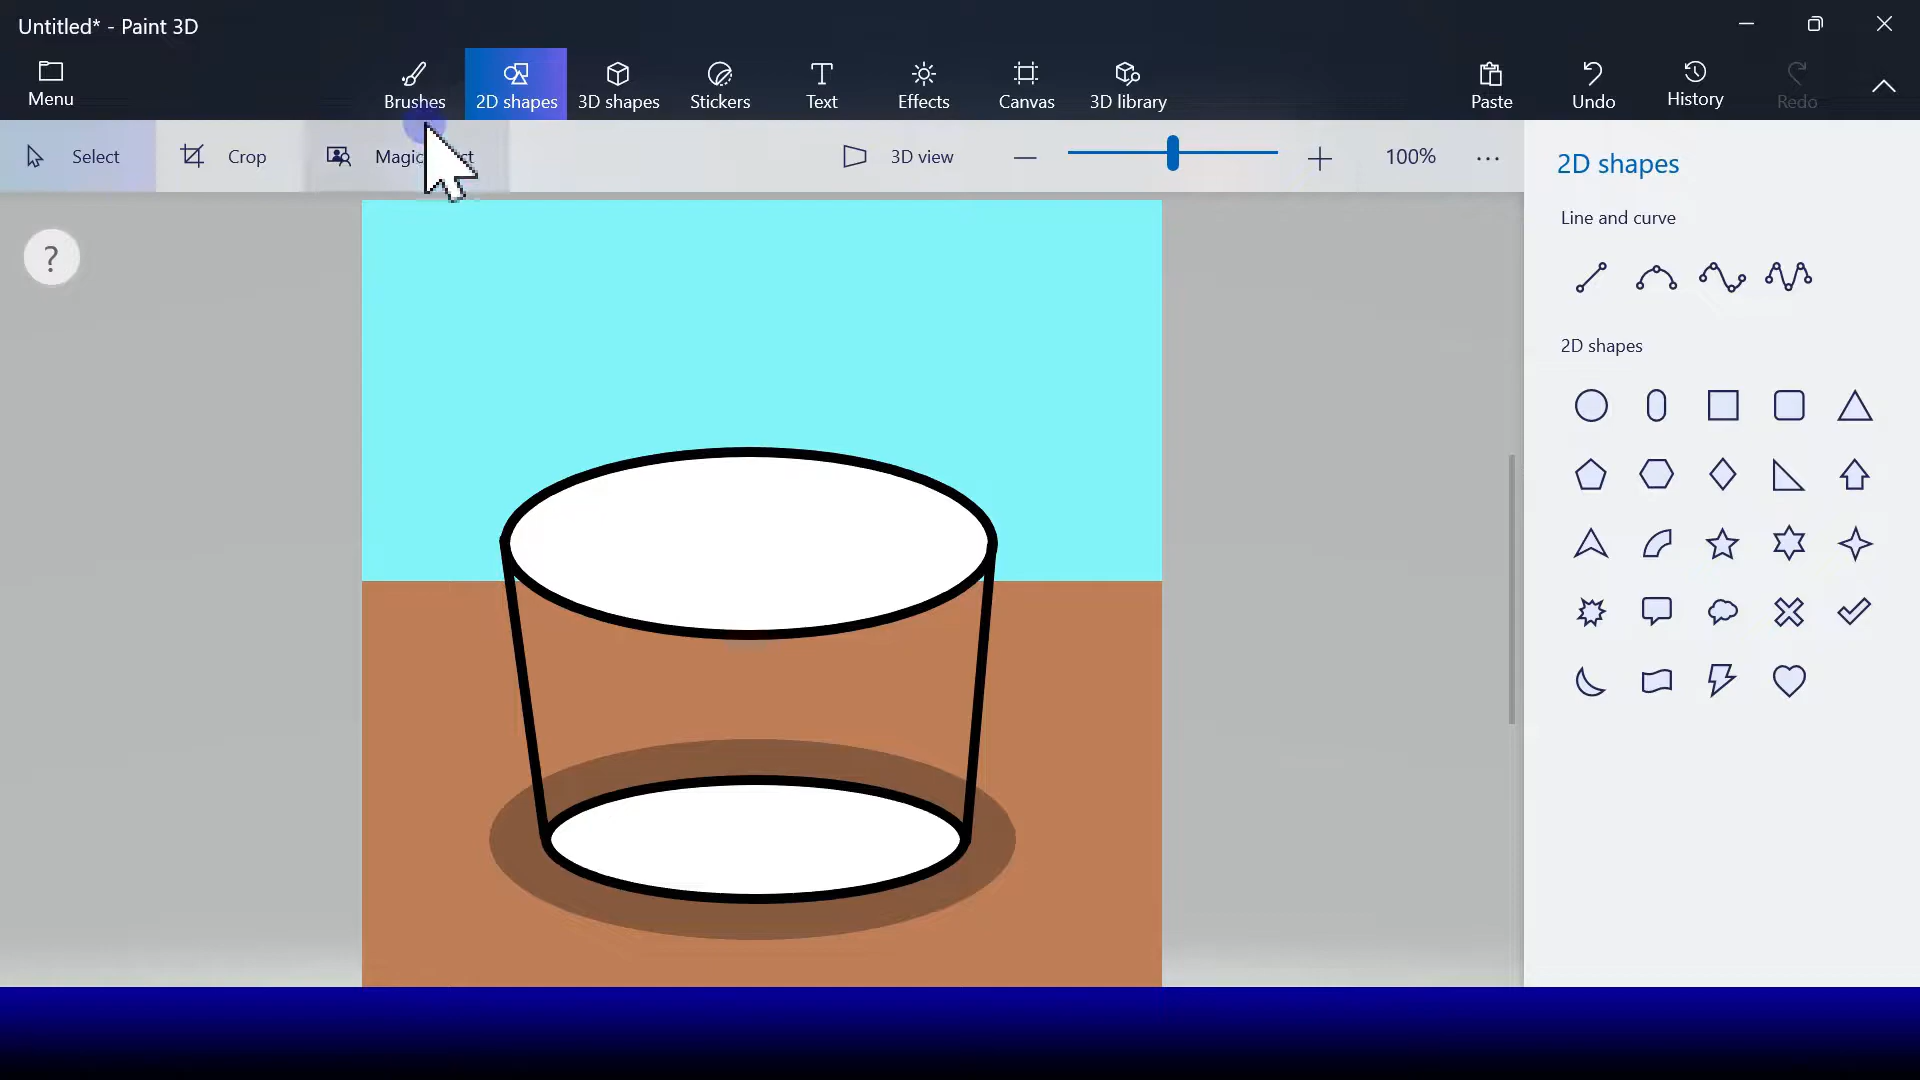 Untitled* - Paint 3D
Menu
Brushes
2D shapes
3D shapes
Stickers
Text
Effects
Canvas
3D library
Paste
Undo
History
Redo
Select
Crop
Magic
3D view
100%
2D shapes
Line and curve
?
2D shapes